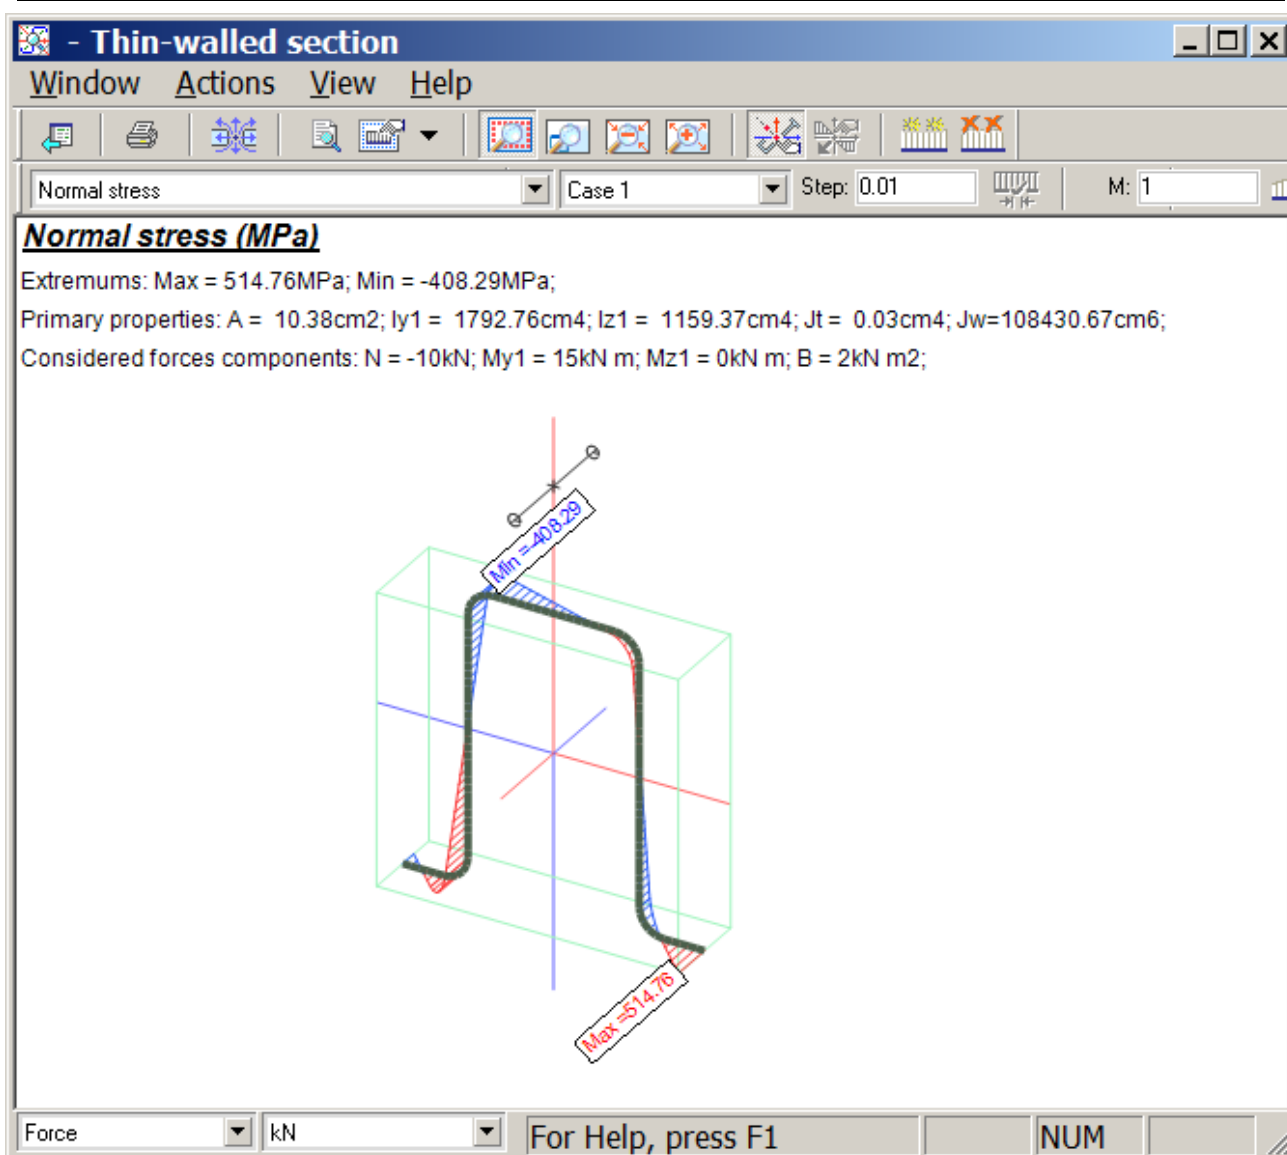 - Thin-walled section
Window Actions View Help
Normal stress Case 1 Step: 0.01 M: 1
Normal stress (MPa)
Extremums: Max = 514.76MPa; Min = -408.29MPa;
Primary properties: A = 10.38cm2; Iy1 = 1792.76cm4; Iz1 = 1159.37cm4; Jt = 0.03cm4; Jw=108430.67cm6;
Considered forces components: N = -10kN; My1 = 15kN m; Mz1 = 0kN m; B = 2kN m2;
Min =-408.29
Max =514.76
Force kN For Help, press F1 NUM